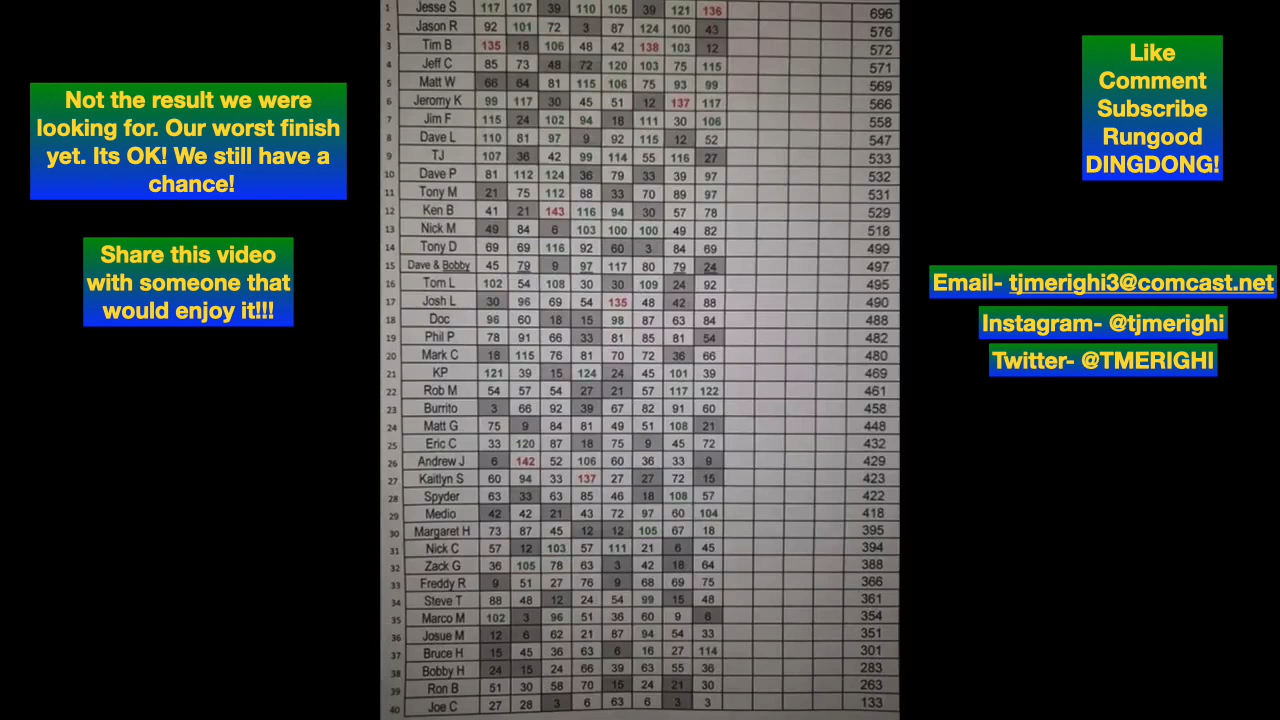 Not the result we were
looking for. Our worst finish
yet. Its OK! We still have a
chance!
Share this video
with someone that
would enjoy it!!!
1 Jesse S 117 107 39 110 105 39 121 136 696
2 Jason R 92 101 72 3 87 124 100 43 576
3 Tim B 135 18 106 48 42 138 103 12 572
4 Jeff C 85 73 48 72 120 103 75 115 571
5 Matt W 66 64 81 115 106 75 93 99 569
6 Jeromy K 99 117 30 45 51 12 137 117 566
7 Jim F 115 24 102 94 18 111 30 106 558
8 Dave L 110 81 97 9 92 115 12 52 547
9 TJ 107 36 42 99 114 55 116 27 533
10 Dave P 81 112 124 36 79 33 39 97 532
11 Tony M 21 75 112 88 33 70 89 97 531
12 Ken B 41 21 143 116 94 30 57 78 529
13 Nick M 49 84 6 103 100 100 49 82 518
14 Tony D 69 69 116 92 60 3 84 69 499
15 Dave & Bobby 45 79 9 97 117 80 79 24 497
16 Tom L 102 54 108 30 30 109 24 92 495
17 Josh L 30 96 69 54 135 48 42 88 490
18 Doc 96 60 18 15 98 87 63 84 488
19 Phil P 78 91 66 33 81 85 81 54 482
20 Mark C 18 115 76 81 70 72 36 66 480
21 KP 121 39 15 124 24 45 101 39 469
22 Rob M 54 57 54 27 21 57 117 122 461
23 Burrito 3 66 92 39 67 82 91 60 458
24 Matt G 75 9 84 81 49 51 108 21 448
25 Eric C 33 120 87 18 75 9 45 72 432
26 Andrew J 6 142 52 106 60 36 33 9 429
27 Kaitlyn S 60 94 33 137 27 27 72 15 423
28 Spyder 63 33 63 85 46 18 108 57 422
29 Medio 42 42 21 43 72 97 60 104 418
30 Margaret H 73 87 45 12 12 105 67 18 395
31 Nick C 57 12 103 57 111 21 6 45 394
32 Zack G 36 105 78 63 3 42 18 64 388
33 Freddy R 9 51 27 76 9 68 69 75 366
34 Steve T 88 48 12 24 54 99 15 48 361
35 Marco M 102 3 96 51 36 60 9 6 354
36 Josue M 12 6 62 21 87 94 54 33 351
37 Bruce H 15 45 36 63 6 16 27 114 301
38 Bobby H 24 15 24 66 39 63 55 36 283
39 Ron B 51 30 58 70 15 24 21 30 263
40 Joe C 27 28 3 6 63 6 3 3 133
Like
Comment
Subscribe
Rungood
DINGDONG!
Email- tjmerighi3@comcast.net
Instagram- @tjmerighi
Twitter- @TMERIGHI